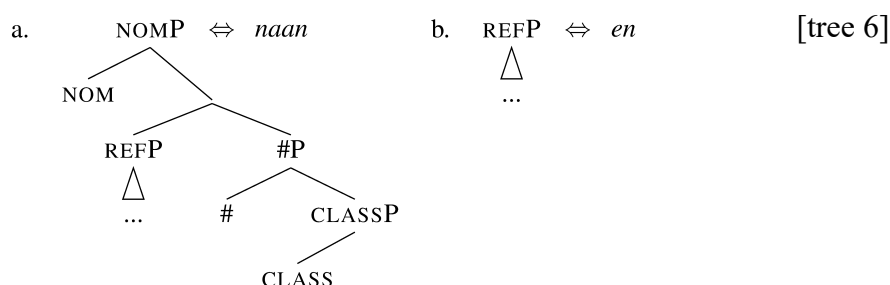 a. NOMP ⇔ naan b. REFP ⇔ en [tree 6]
NOM ...
REFP #P
... # CLASSP
CLASS